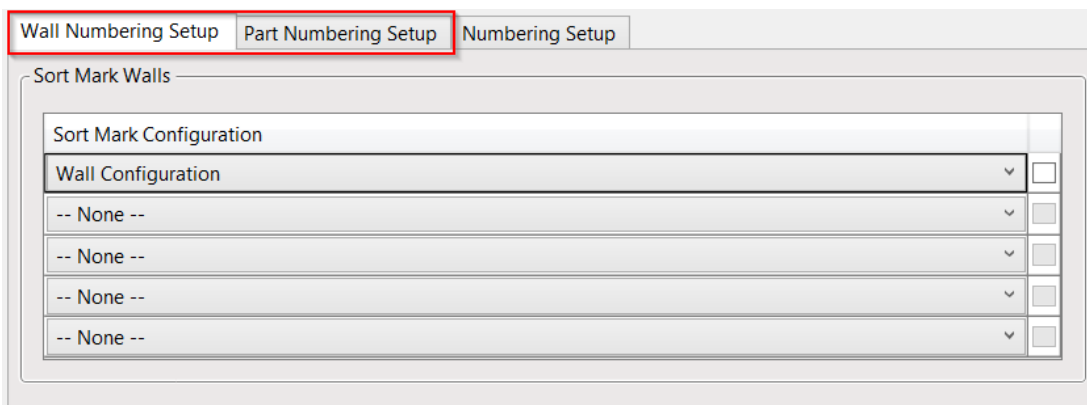 Wall Numbering Setup Part Numbering Setup Numbering Setup
Sort Mark Walls
Sort Mark Configuration
Wall Configuration
-- None --
-- None --
-- None --
-- None --